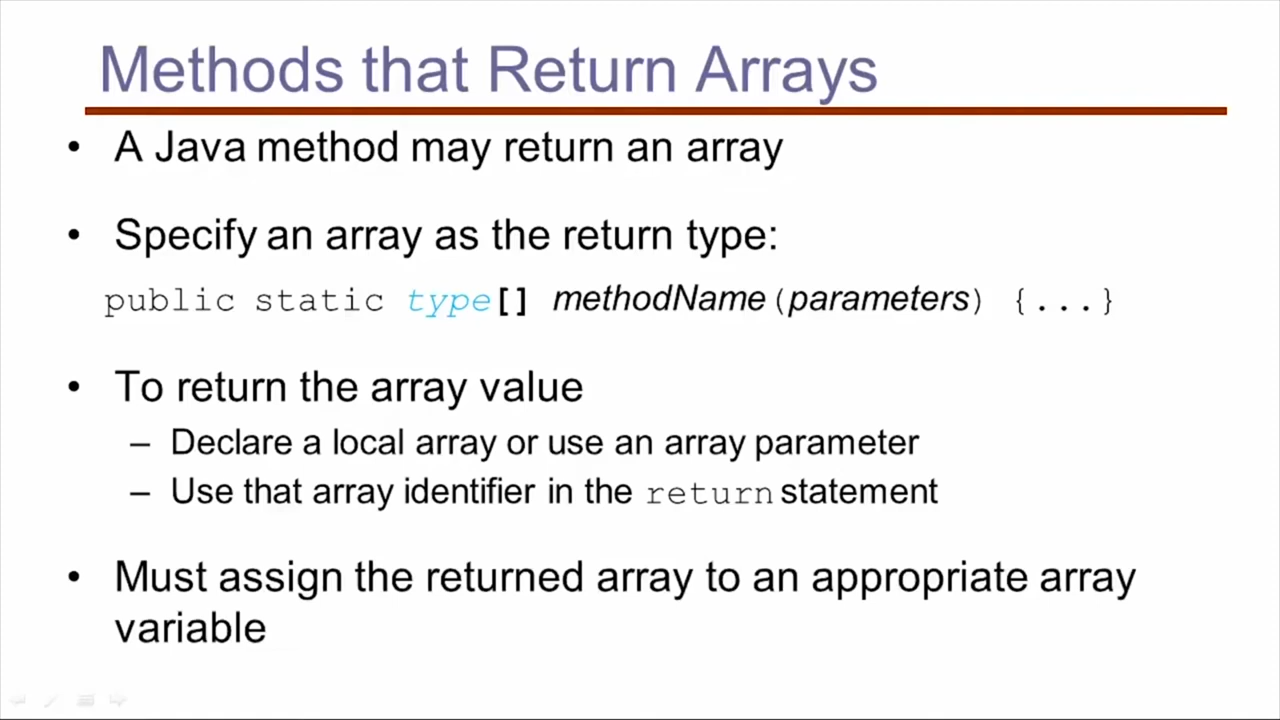 Methods that Return Arrays
• A Java method may return an array
• Specify an array as the return type:
public static type[] methodName(parameters) {...}
• To return the array value
– Declare a local array or use an array parameter
– Use that array identifier in the return statement
• Must assign the returned array to an appropriate array
variable